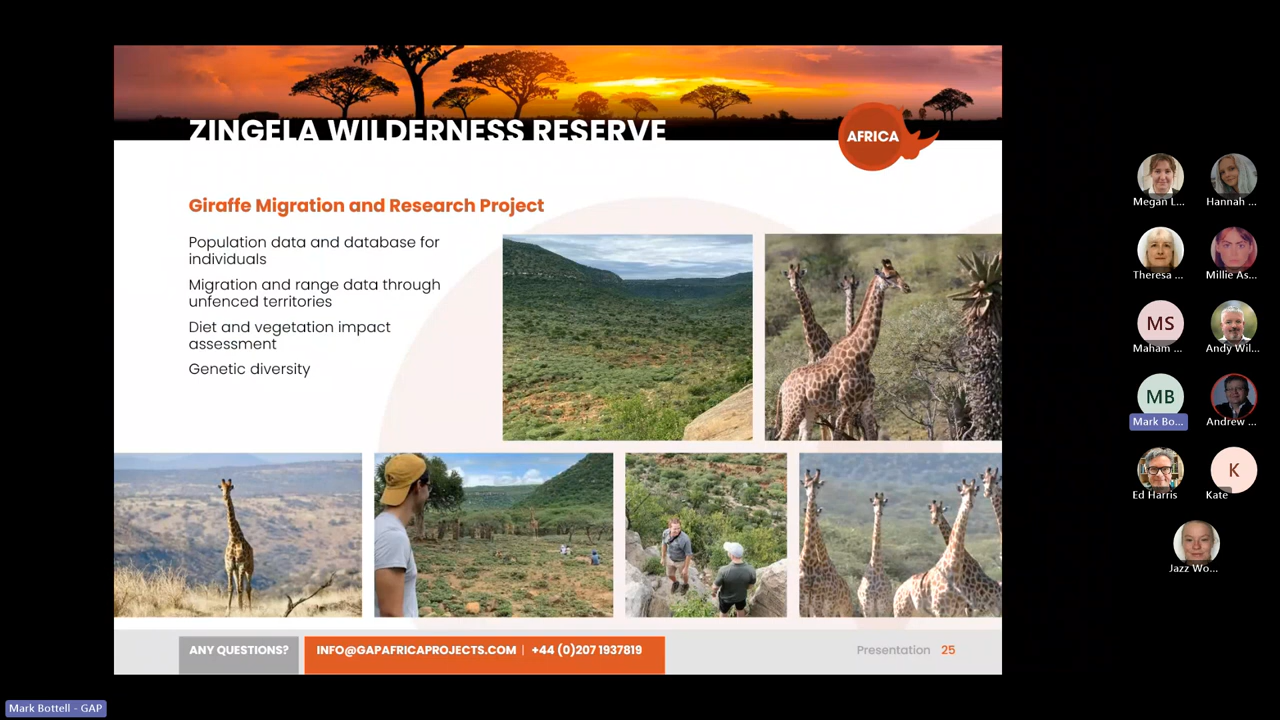 ZINGELA WILDERNESS RESERVE
AFRICA
Giraffe Migration and Research Project
Population data and database for
individuals
Migration and range data through
unfenced territories
Diet and vegetation impact
assessment
Genetic diversity
ANY QUESTIONS?
INFO@GAPAFRICAPROJECTS.COM | +44 (0)207 1937819
Presentation 25
Megan L...
Hannah ...
Theresa ...
Millie As...
MS
Maham ...
Andy Wil...
MB
Mark Bo...
Andrew ...
Ed Harris
K
Kate
Jazz Wo...
Mark Bottell - GAP